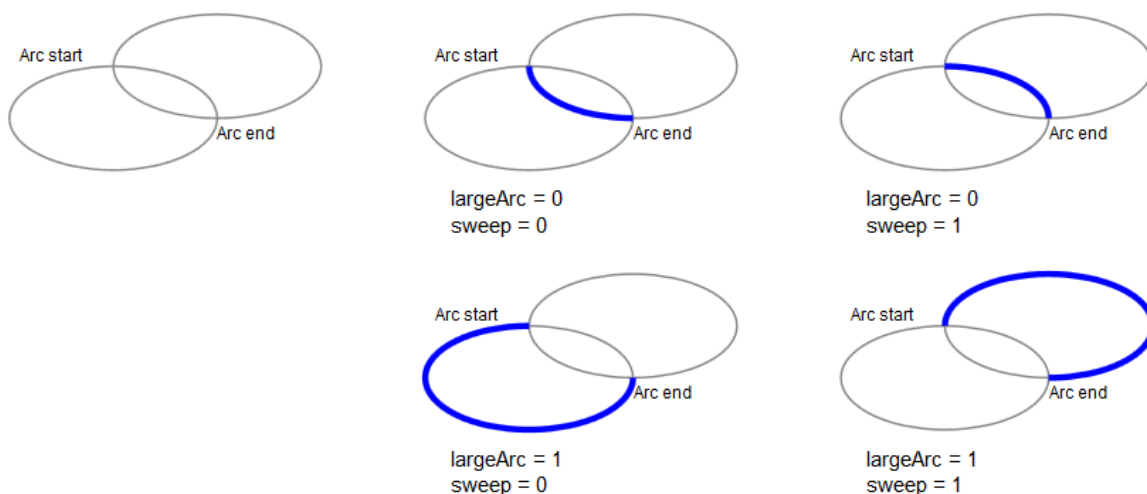 Arc start
Arc end
Arc start
Arc end
largeArc = 0
sweep = 0
Arc start
Arc end
largeArc = 0
sweep = 1
Arc start
Arc end
largeArc = 1
sweep = 0
Arc start
Arc end
largeArc = 1
sweep = 1